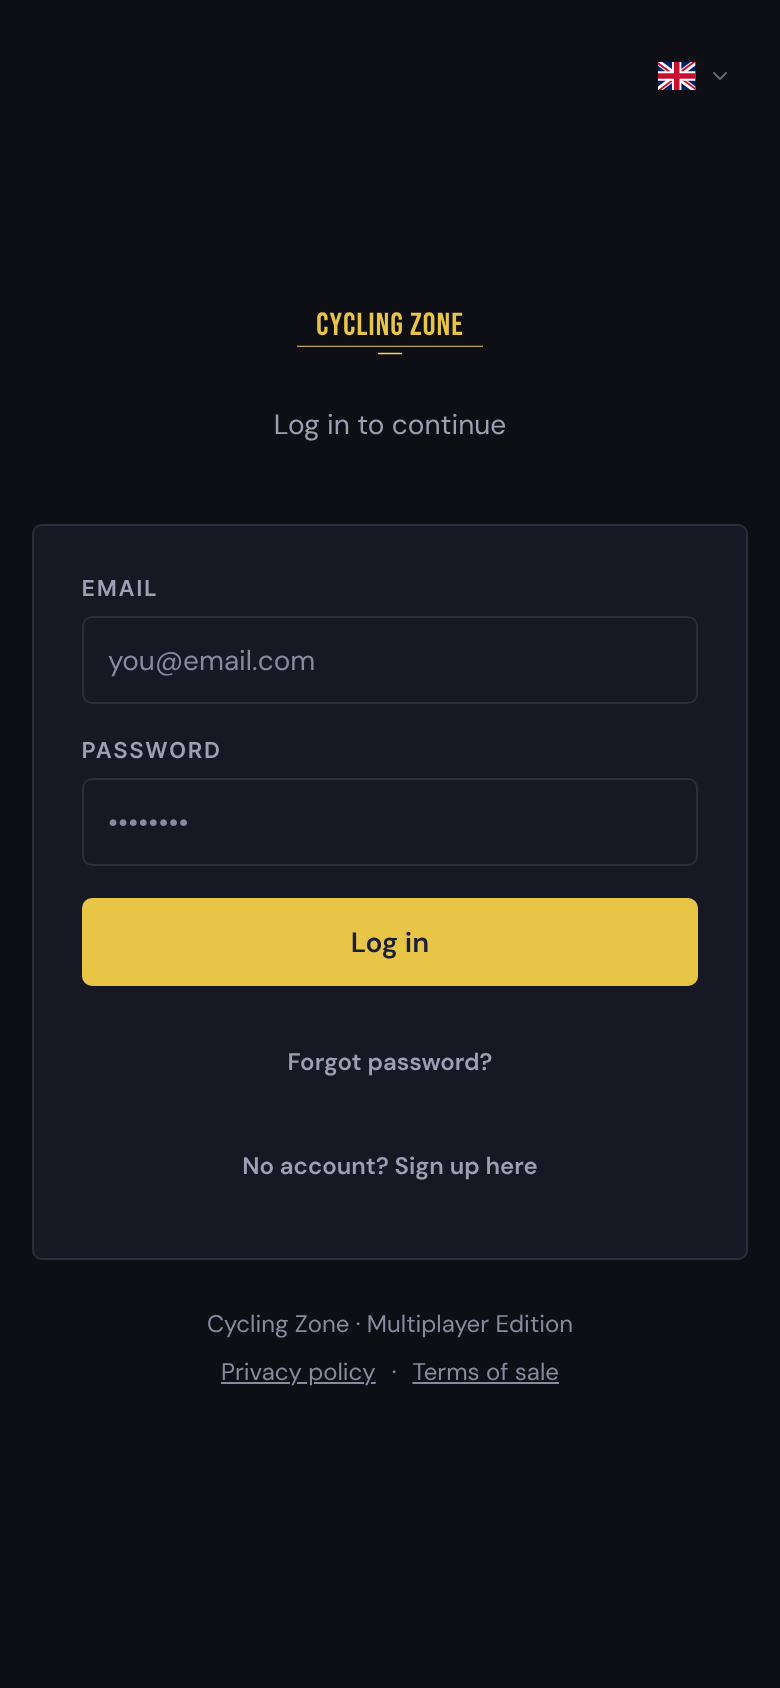 CYCLING ZONE
Log in to continue
EMAIL
you@email.com
PASSWORD
••••••••
Log in
Forgot password?
No account? Sign up here
Cycling Zone · Multiplayer Edition
Privacy policy · Terms of sale